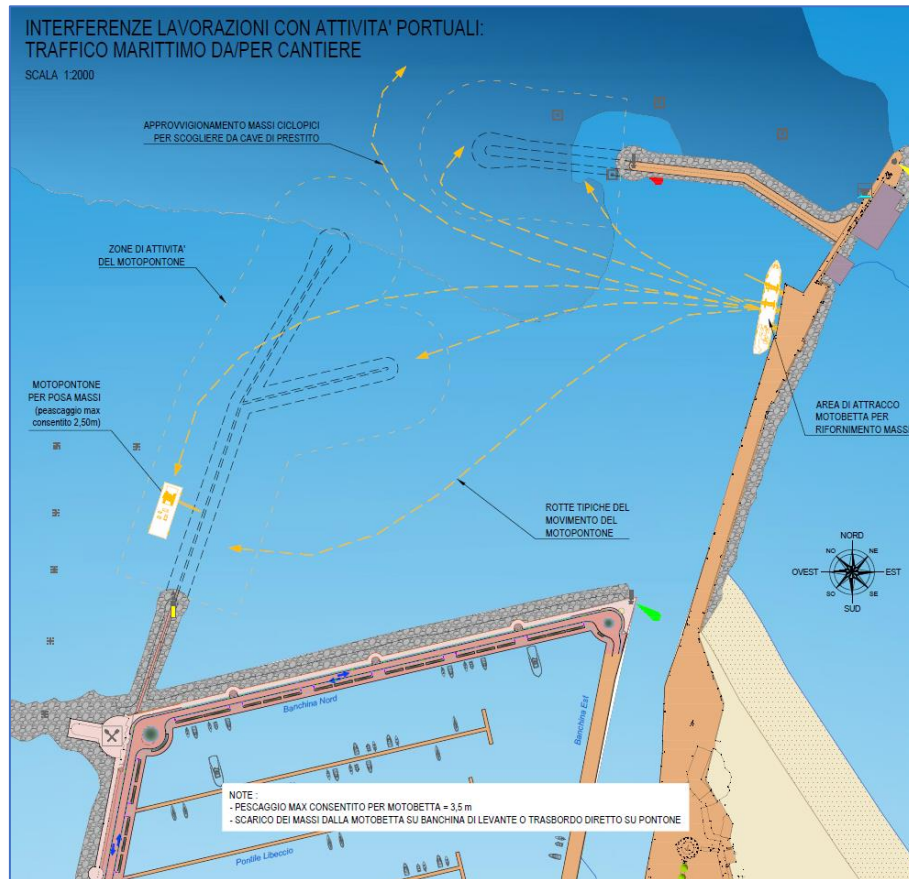 INTERFERENZE LAVORAZIONI CON ATTIVITA' PORTUALI:
TRAFFICO MARITTIMO DA/PER CANTIERE
SCALA 1:2000
APPROVVIGIONAMENTO MASSI CICLOPICI
PER SCOGLIERE DA CAVE DI PRESTITO
ZONE DI ATTIVITA'
DEL MOTOPONTONE
MOTOPONTONE
PER POSA MASSI
(peascaggio max
consentito 2,50m)
AREA DI ATTRACCO
MOTOBETTA PER
RIFORNIMENTO MASSI
ROTTE TIPICHE DEL
MOVIMENTO DEL
MOTOPONTONE
NORD
NO NE
OVEST EST
SO SE
SUD
Banchina Nord
Banchina Est
NOTE :
- PESCAGGIO MAX CONSENTITO PER MOTOBETTA = 3,5 m
- SCARICO DEI MASSI DALLA MOTOBETTA SU BANCHINA DI LEVANTE O TRASBORDO DIRETTO SU PONTONE
Pontile Libeccio